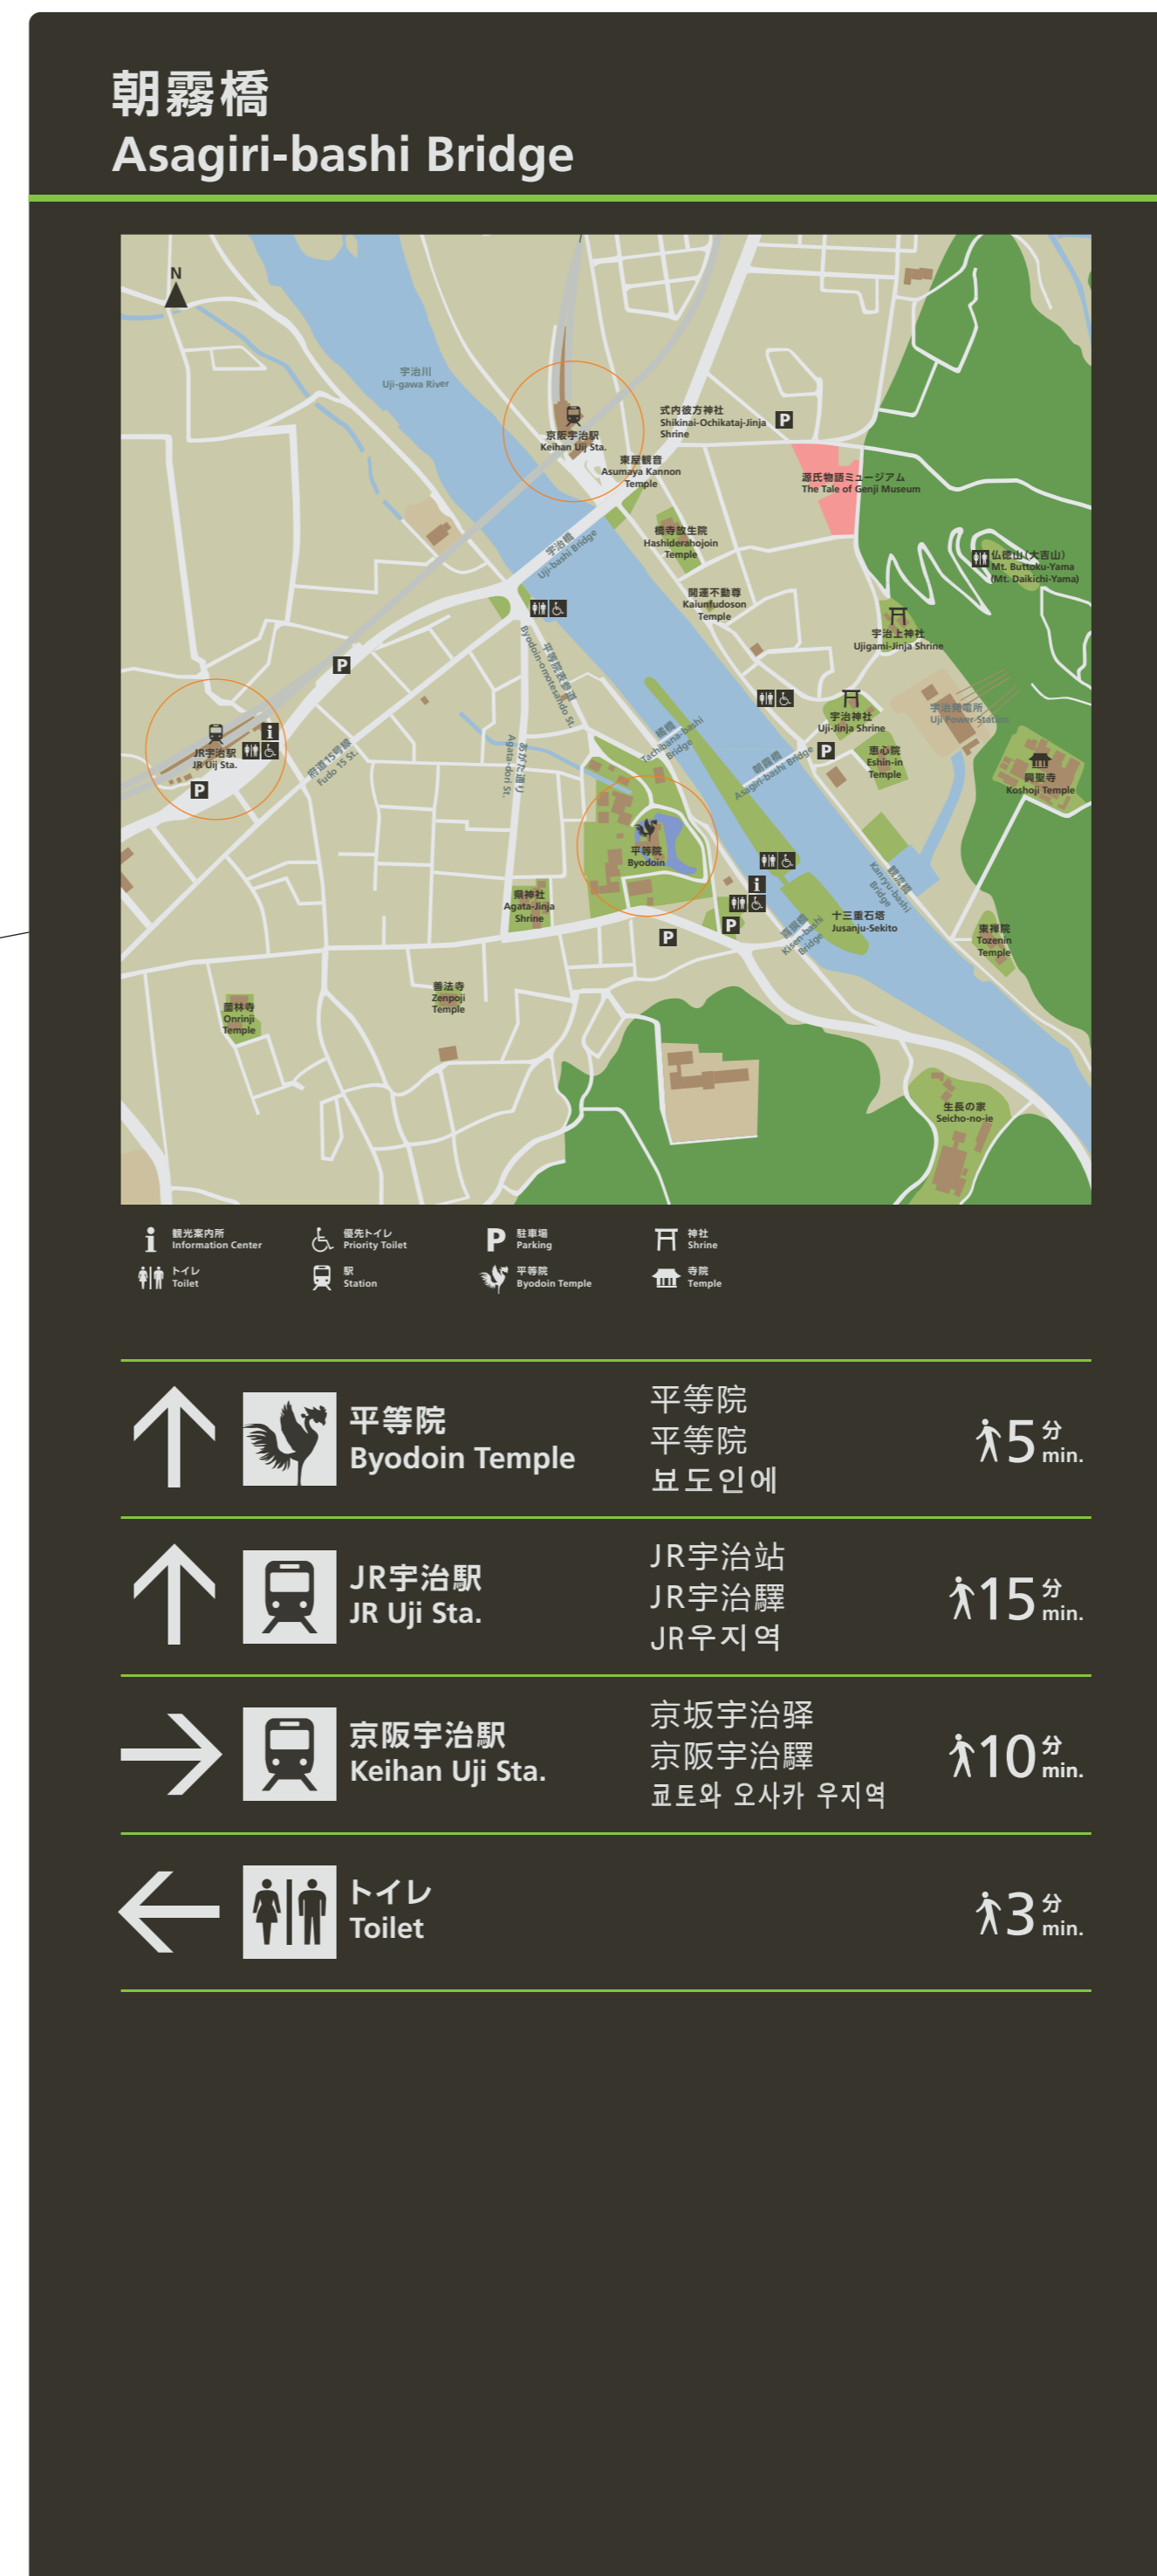 朝霧橋
Asagiri-bashi Bridge
N
宇治川
Uji-gawa River
京阪宇治駅
Keihan Uij Sta.
式内彼方神社
Shikinai-Ochikataj-Jinja
Shrine
P
東屋観音
Asumaya Kannon
Temple
源氏物語ミュージアム
The Tale of Genji Museum
宇治橋
Uji-bashi Bridge
橋寺放生院
Hashiderahojoin
Temple
仏徳山(大吉山)
Mt. Buttoku-Yama
(Mt. Daikichi-Yama)
開運不動尊
Kaiunfudoson
Temple
宇治上神社
Ujigami-Jinja Shrine
平等院表参道
Byodoin-omotesando St.
P
宇治神社
Uji-Jinja Shrine
宇治発電所
Uji Power-Station
JR宇治駅
JR Uij Sta.
i
P
府道15号線
Fudo 15 St.
あがた通り
Agata-dori St.
橘橋
Tachibana-bashi
Bridge
朝霧橋
Asagiri-bashi Bridge
P
恵心院
Eshin-in
Temple
興聖寺
Koshoji Temple
平等院
Byodoin
i
P
P
県神社
Agata-Jinja
Shrine
観流橋
Kanryu-bashi
Bridge
喜撰橋
Kisen-bashi
Bridge
十三重石塔
Jusanju-Sekito
東禅院
Tozenin
Temple
善法寺
Zenpoji
Temple
薗林寺
Onrinji
Temple
生長の家
Seicho-no-ie
i 観光案内所
Information Center
優先トイレ
Priority Toilet
P 駐車場
Parking
神社
Shrine
トイレ
Toilet
駅
Station
平等院
Byodoin Temple
寺院
Temple
平等院
Byodoin Temple
平等院
平等院
뵤도인에
5分
min.
JR宇治駅
JR Uji Sta.
JR宇治站
JR宇治驛
JR우지역
15分
min.
京阪宇治駅
Keihan Uji Sta.
京坂宇治驿
京阪宇治驛
쿄토와 오사카 우지역
10分
min.
トイレ
Toilet
3分
min.